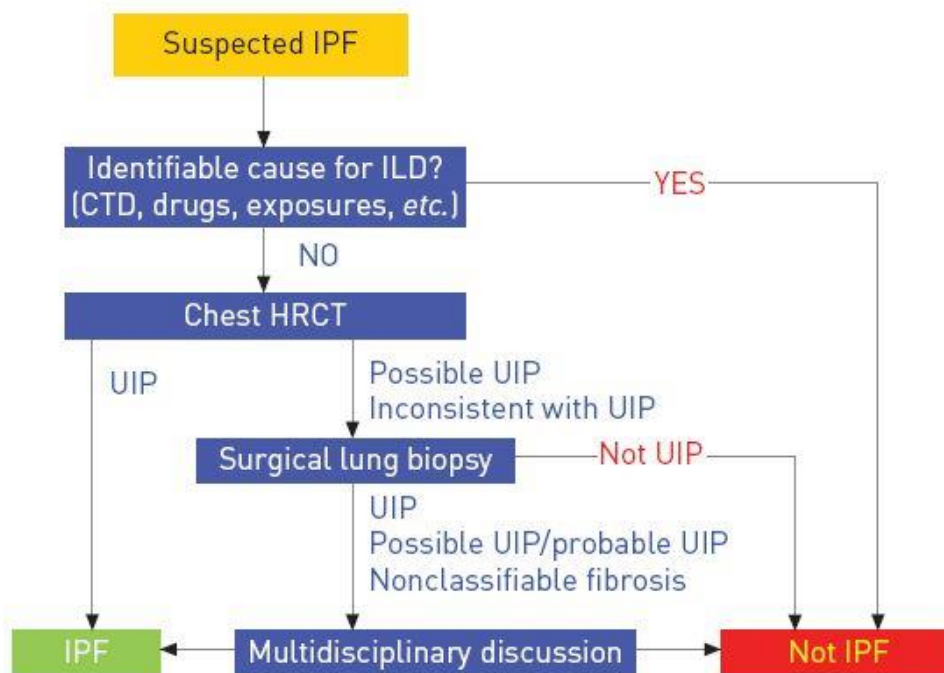 Suspected IPF
Identifiable cause for ILD?
(CTD, drugs, exposures, etc.)
YES
NO
Chest HRCT
UIP
Possible UIP
Inconsistent with UIP
Surgical lung biopsy
Not UIP
UIP
Possible UIP/probable UIP
Nonclassifiable fibrosis
IPF
Multidisciplinary discussion
Not IPF